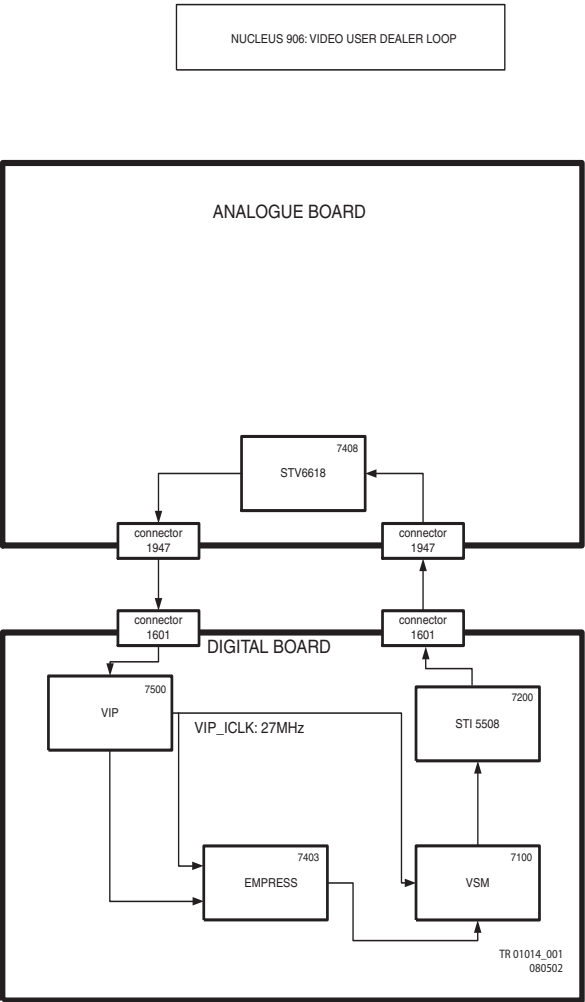 NUCLEUS 906: VIDEO USER DEALER LOOP
ANALOGUE BOARD
7408
STV6618
connector
1947
connector
1947
connector
1601
connector
1601
DIGITAL BOARD
7500
VIP
7200
STI 5508
VIP_ICLK: 27MHz
7403
EMPRESS
7100
VSM
TR 01014_001
080502